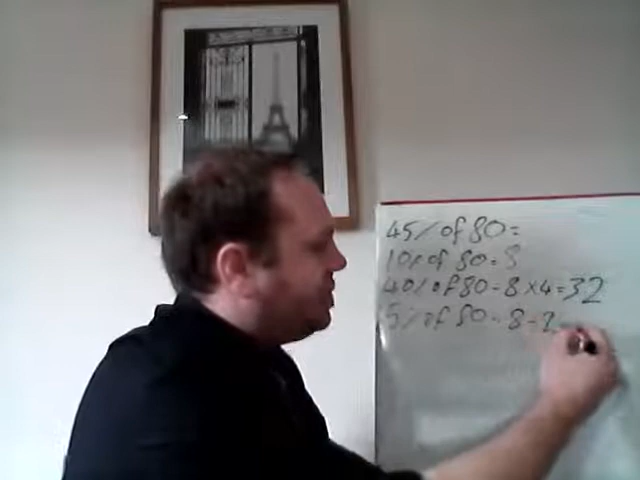 45% of 80=
10% of 80=8
40% of 80=8×4=32
5% of 80=8÷2